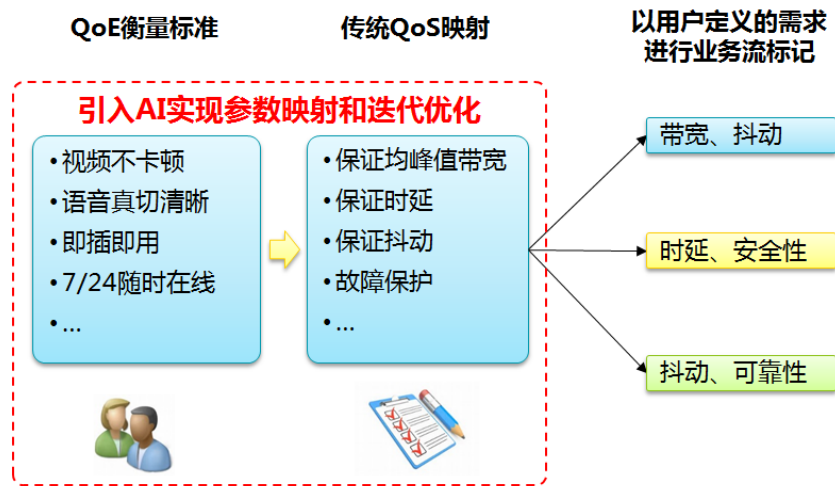 QoE衡量标准
传统QoS映射
以用户定义的需求
进行业务流标记
引入AI实现参数映射和迭代优化
•视频不卡顿
•语音真切清晰
•即插即用
•7/24随时在线
•...
•保证均峰值带宽
•保证时延
•保证抖动
•故障保护
•...
带宽、抖动
时延、安全性
抖动、可靠性